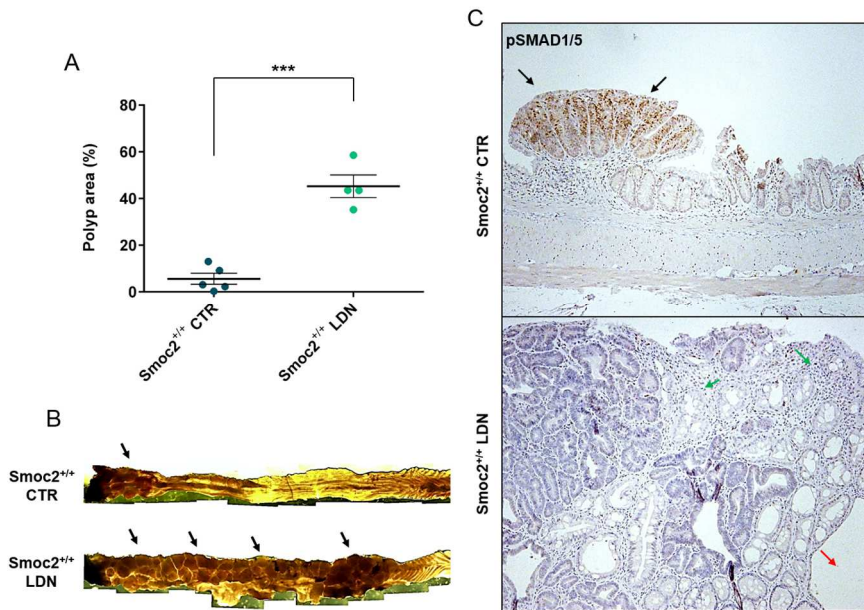 A
***
Polyp area (%)
80
60
40
20
0
Smoc2+/+ CTR
Smoc2+/+ LDN
B
Smoc2+/+
CTR
Smoc2+/+
LDN
C
pSMAD1/5
Smoc2+/+ CTR
Smoc2+/+ LDN